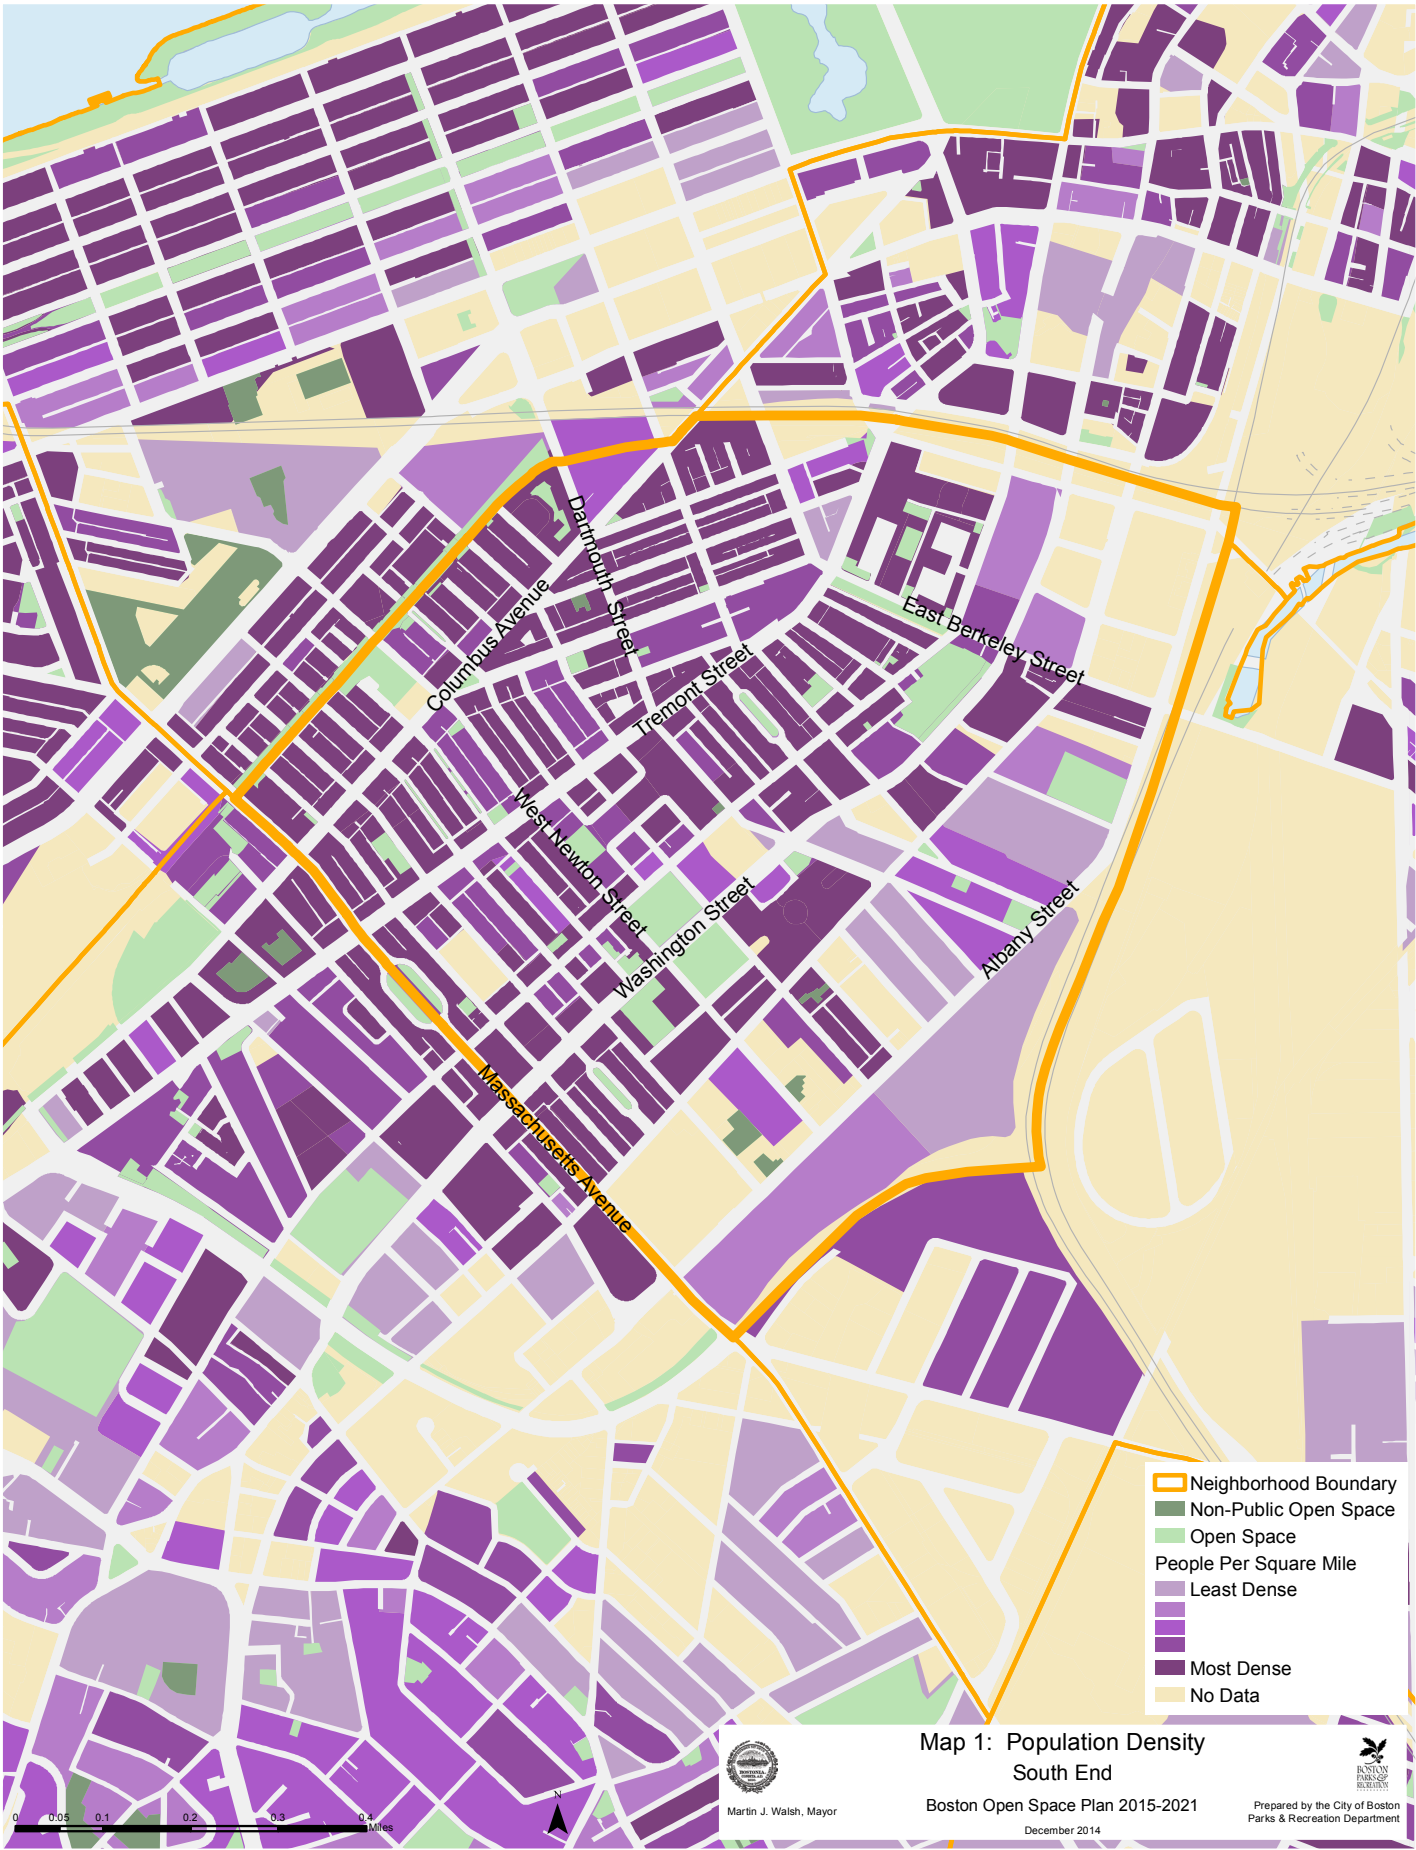 Dartmouth Street
Columbus Avenue
East Berkeley Street
Tremont Street
West Newton Street
Washington Street
Albany Street
Massachusetts Avenue
Neighborhood Boundary
Non-Public Open Space
Open Space
People Per Square Mile
Least Dense
Most Dense
No Data
Map 1: Population Density
South End
Boston Open Space Plan 2015-2021
December 2014
Martin J. Walsh, Mayor
BOSTON
PARKS &
RECREATION
Prepared by the City of Boston
Parks & Recreation Department
N
0 0.05 0.1 0.2 0.3 0.4
Miles